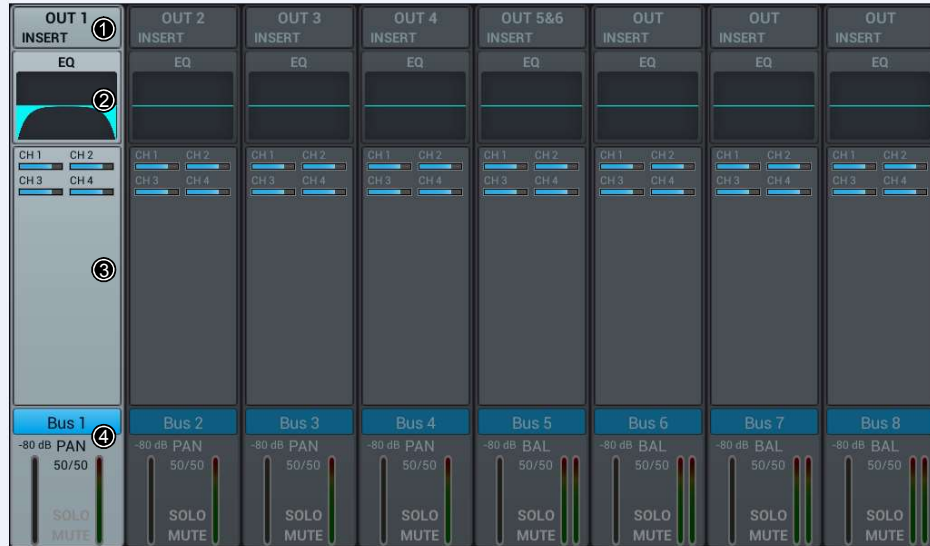 OUT 1 OUT 2 OUT 3 OUT 4 OUT 5&6 OUT OUT OUT
INSERT ① INSERT INSERT INSERT INSERT INSERT INSERT INSERT
EQ EQ EQ EQ EQ EQ EQ EQ
②
CH 1 CH 2 CH 1 CH 2 CH 1 CH 2 CH 1 CH 2 CH 1 CH 2 CH 1 CH 2 CH 1 CH 2 CH 1 CH 2
CH 3 CH 4 CH 3 CH 4 CH 3 CH 4 CH 3 CH 4 CH 3 CH 4 CH 3 CH 4 CH 3 CH 4 CH 3 CH 4
③
Bus 1 Bus 2 Bus 3 Bus 4 Bus 5 Bus 6 Bus 7 Bus 8
④
-80 dB PAN -80 dB PAN -80 dB PAN -80 dB PAN -80 dB BAL -80 dB BAL -80 dB BAL -80 dB BAL
50/50 50/50 50/50 50/50 50/50 50/50 50/50 50/50
SOLO SOLO SOLO SOLO SOLO SOLO SOLO SOLO
MUTE MUTE MUTE MUTE MUTE MUTE MUTE MUTE